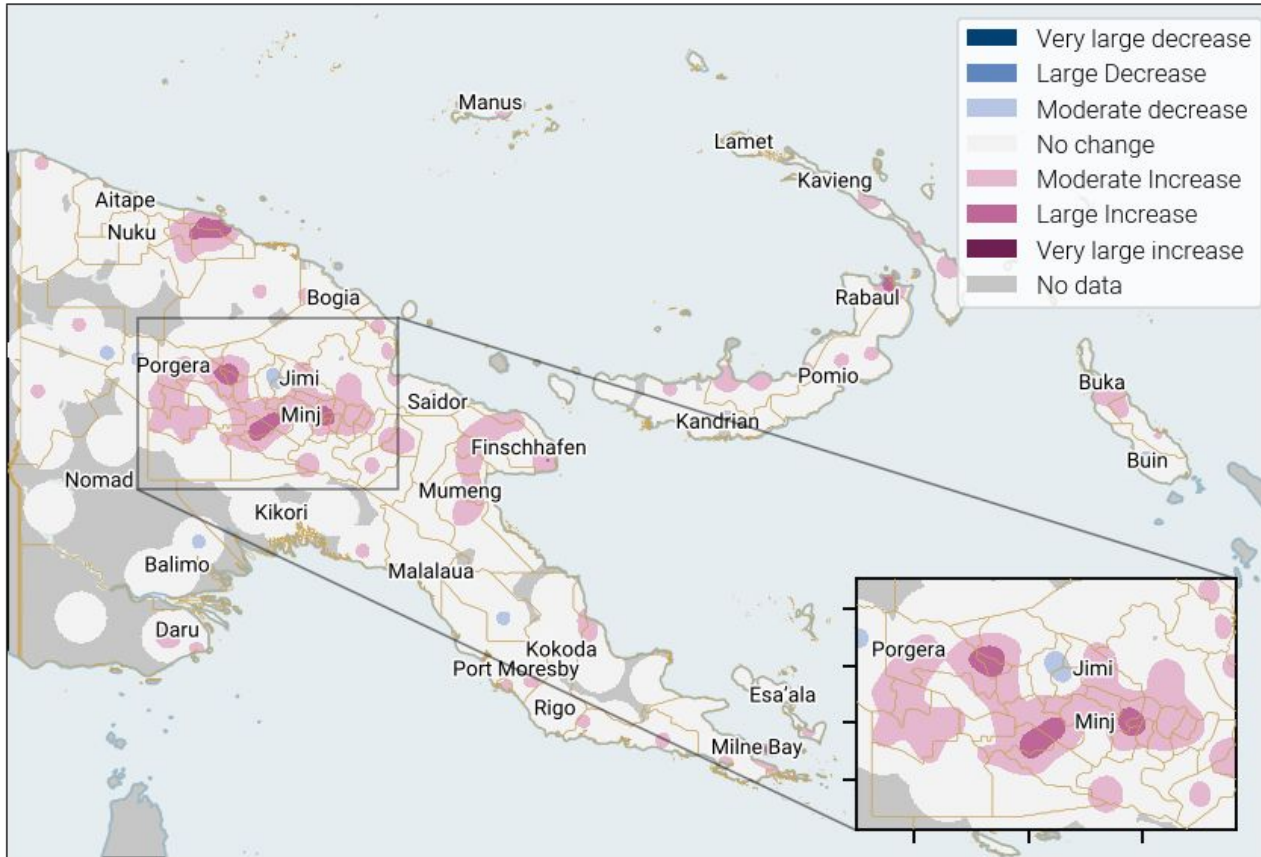 Very large decrease
Large Decrease
Moderate decrease
No change
Moderate Increase
Large Increase
Very large increase
No data
Manus
Lamet
Kavieng
Aitape
Nuku
Bogia
Rabaul
Porgera
Jimi
Pomio
Buka
Minj
Saidor
Kandrian
Finschhafen
Buin
Nomad
Mumeng
Kikori
Balimo
Malalaua
Daru
Kokoda
Port Moresby
Rigo
Esa'ala
Milne Bay
Porgera
Jimi
Minj